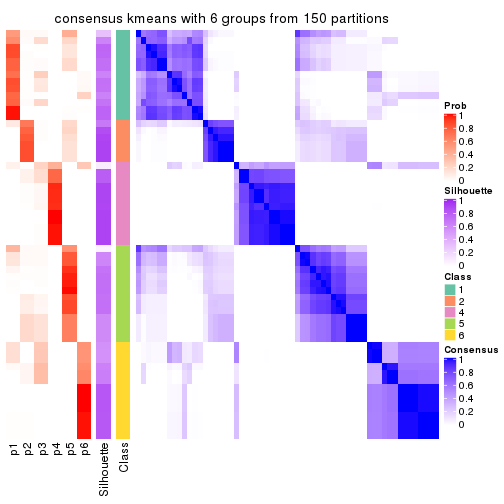 consensus kmeans with 6 groups from 150 partitions
Prob
1
0.8
0.6
0.4
0.2
0
Silhouette
1
0.8
0.6
0.4
0.2
0
Class
1
2
4
5
6
Consensus
1
0.8
0.6
0.4
0.2
0
p1
p2
p3
p4
p5
p6
Silhouette
Class